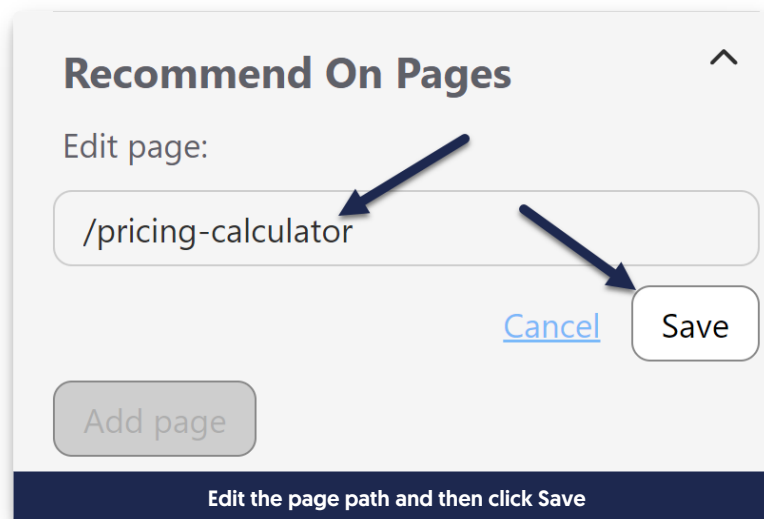 Recommend On Pages
Edit page:
/pricing-calculator
Cancel
Save
Add page
Edit the page path and then click Save